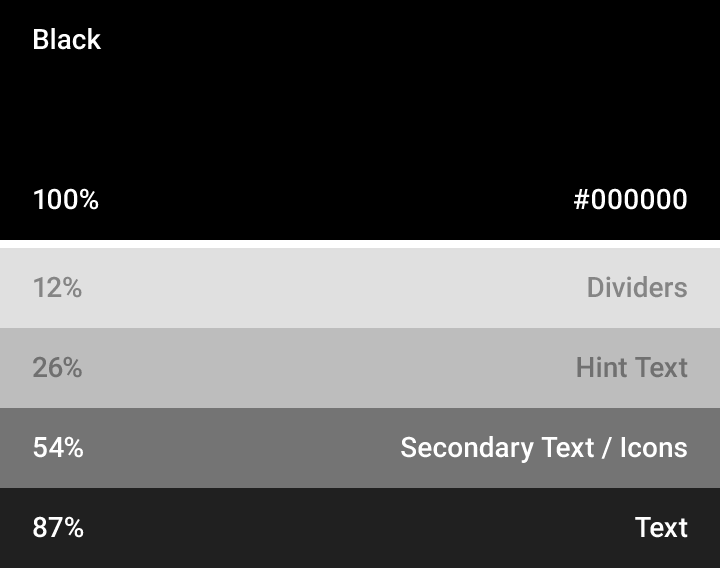 Black
100% #000000
12% Dividers
26% Hint Text
54% Secondary Text / Icons
87% Text